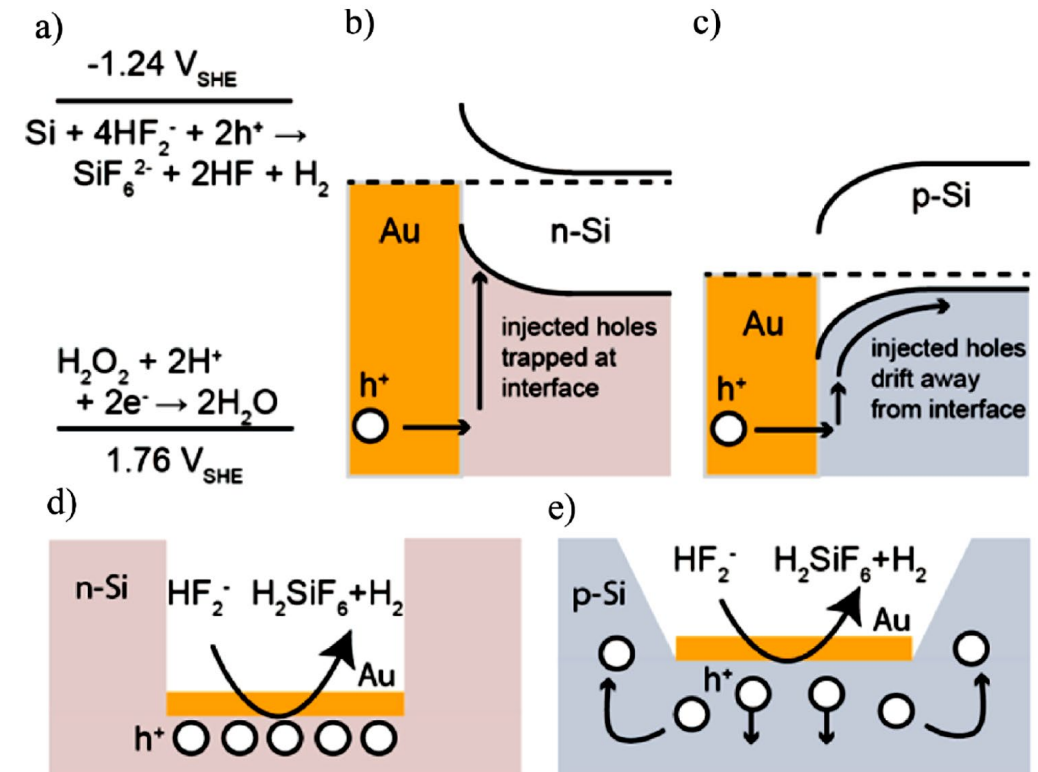 a)
-1.24 V_SHE
Si + 4HF₂⁻ + 2h⁺ →
SiF₆²⁻ + 2HF + H₂
H₂O₂ + 2H⁺
+ 2e⁻ → 2H₂O
1.76 V_SHE
b)
Au
n-Si
h⁺
injected holes
trapped at
interface
c)
p-Si
Au
h⁺
injected holes
drift away
from interface
d)
n-Si
HF₂⁻ H₂SiF₆+H₂
Au
h⁺
e)
HF₂⁻ H₂SiF₆+H₂
p-Si
Au
h⁺